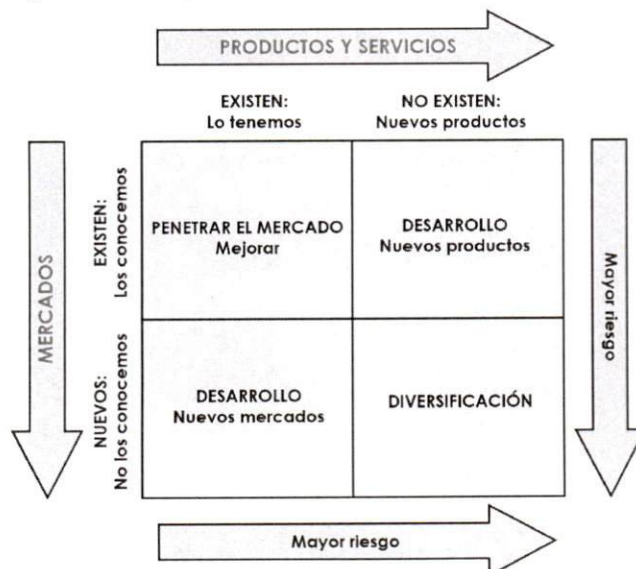 PRODUCTOS Y SERVICIOS
EXISTEN:
Lo tenemos
NO EXISTEN:
Nuevos productos
MERCADOS
EXISTEN:
Los conocemos
PENETRAR EL MERCADO
Mejorar
DESARROLLO
Nuevos productos
Mayor riesgo
NUEVOS:
No los conocemos
DESARROLLO
Nuevos mercados
DIVERSIFICACIÓN
Mayor riesgo